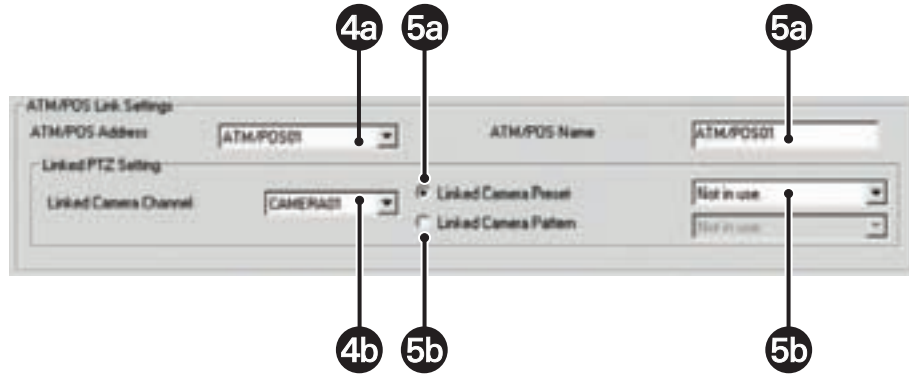 4a 5a 5a
ATM/POS Link Settings
ATM/POS Address ATM/POS01 ATM/POS Name ATM/POS01
Linked PTZ Setting
Linked Camera Channel CAMERA01 Linked Camera Preset Not in use
Linked Camera Pattern Not in use
4b 5b 5b